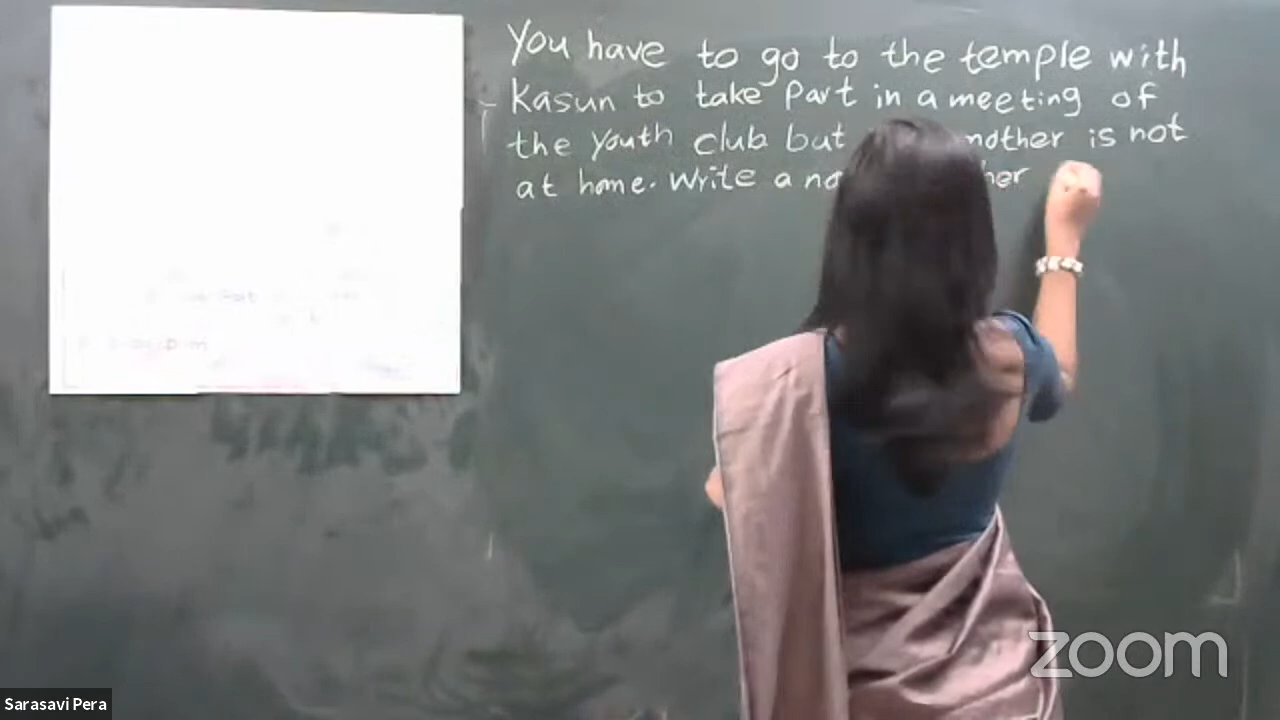 You have to go to the temple with
Kasun to take Part in a meeting of
the Youth club but mother is not
at home. Write a
zoom
Sarasavi Pera